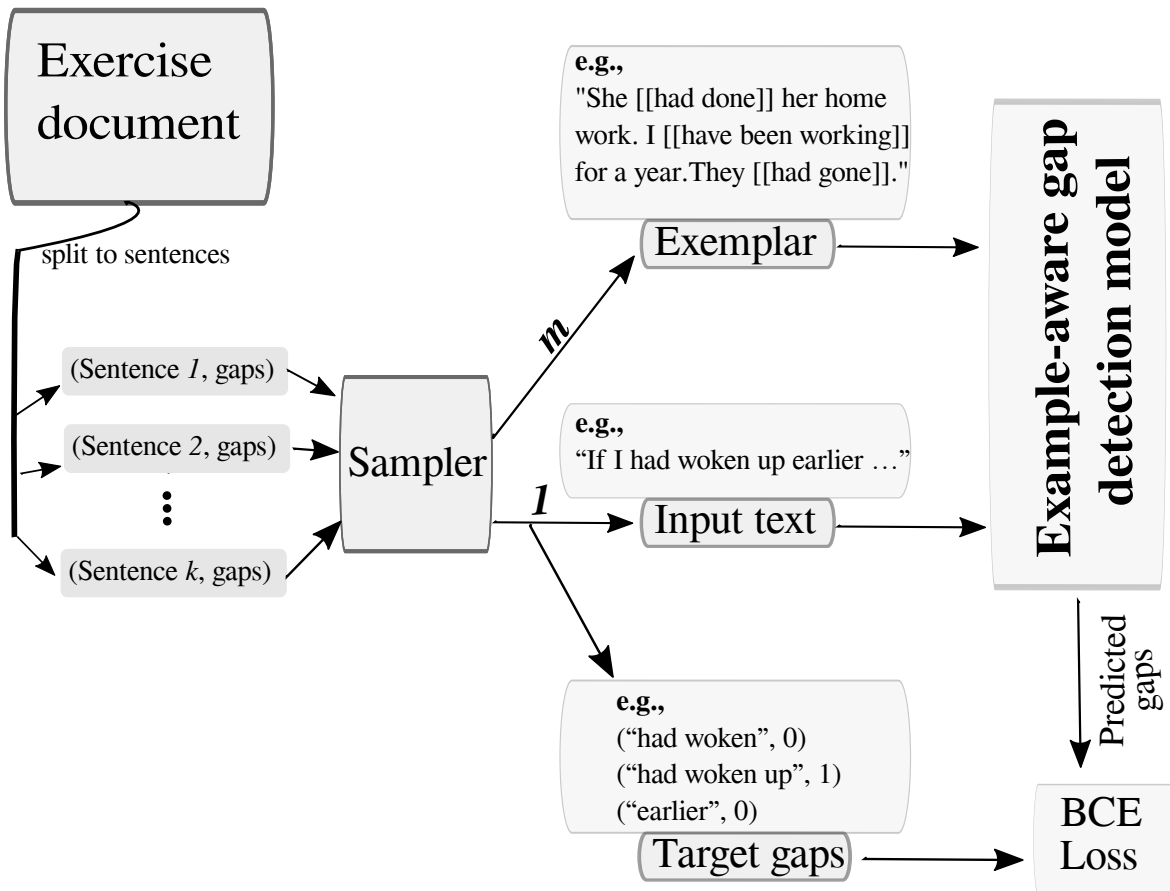 Exercise
document
split to sentences
(Sentence 1, gaps)
(Sentence 2, gaps)
(Sentence k, gaps)
Sampler
m
1
e.g.,
"She [[had done]] her home
work. I [[have been working]]
for a year.They [[had gone]]."
Exemplar
e.g.,
“If I had woken up earlier …”
Input text
e.g.,
(“had woken”, 0)
(“had woken up”, 1)
(“earlier”, 0)
Target gaps
Example-aware gap
detection model
Predicted
gaps
BCE
Loss